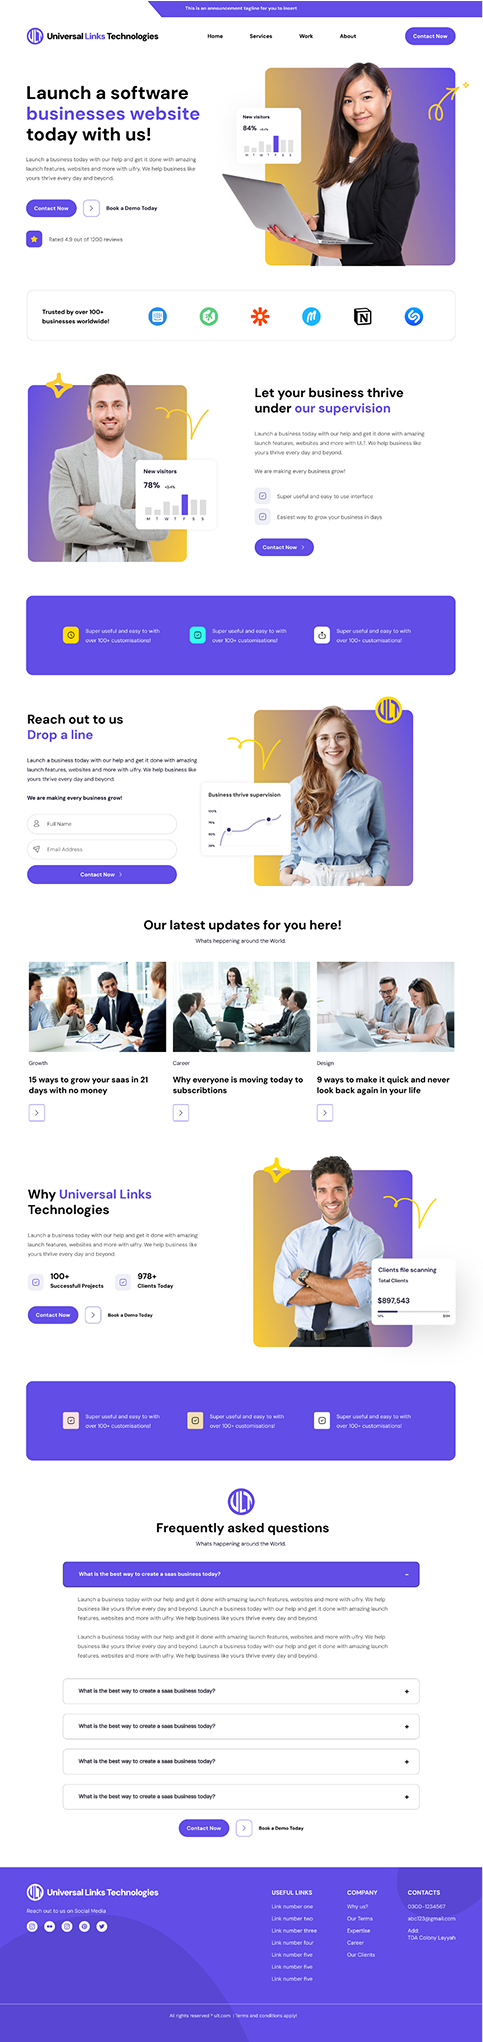 This is an announcement tagline for you to insert
Universal Links Technologies
Home
Services
Work
About
Contact Now
Launch a software
businesses website
today with us!
Launch a business today with our help and get it done with amazing
launch features, websites and more with uifry. We help business like
yours thrive every day and beyond.
Contact Now
Book a Demo Today
Rated 4.9 out of 1200 reviews
New visitors
84%
M T W T F S S
Trusted by over 100+
businesses worldwide!
Let your business thrive
under our supervision
Launch a business today with our help and get it done with amazing
launch features, websites and more with ULT. We help business like
yours thrive every day and beyond.
We are making every business grow!
Super useful and easy to use interface
Easiest way to grow your business in days
Contact Now
New visitors
78% +3.4%
M T W T F S S
Super useful and easy to with
over 100+ customisations!
Super useful and easy to with
over 100+ customisations!
Super useful and easy to with
over 100+ customisations!
Reach out to us
Drop a line
Launch a business today with our help and get it done with amazing
launch features, websites and more with uifry. We help business like
yours thrive every day and beyond.
We are making every business grow!
Full Name
Email Address
Contact Now
ULT
Business thrive supervision
100%
Our latest updates for you here!
Whats heppening around the World.
Growth
15 ways to grow your saas in 21
days with no money
Career
Why everyone is moving today to
subscribtions
Design
9 ways to make it quick and never
look back again in your life
Why Universal Links
Technologies
Launch a business today with our help and get it done with amazing
launch features, websites and more with uifry. We help business like
yours thrive every day and beyond.
100+
Successfull Projects
978+
Clients Today
Contact Now
Book a Demo Today
Clients file scanning
Total Clients
$897,543
Super useful and easy to with
over 100+ customisations!
Super useful and easy to with
over 100+ customisations!
Super useful and easy to with
over 100+ customisations!
ULT
Frequently asked questions
Whats happening around the World.
What is the best way to create a saas business today? –
Launch a business today with our help and get it done with amazing launch features, websites and more with uifry. We help
business like yours thrive every day and beyond. Launch a business today with our help and get it done with amazing launch
features, websites and more with uifry. We help business like yours thrive every day and beyond.
Launch a business today with our help and get it done with amazing launch features, websites and more with uifry. We help
business like yours thrive every day and beyond. Launch a business today with our help and get it done with amazing launch
features, websites and more with uifry. We help business like yours thrive every day and beyond.
What is the best way to create a saas business today? +
What is the best way to create a saas business today? +
What is the best way to create a saas business today? +
What is the best way to create a saas business today? +
Contact Now
Book a Demo Today
Universal Links Technologies
Reach out to us on Social Media
USEFUL LINKS
Link number one
Link number two
Link number three
Link number four
Link number five
Link number five
Link number five
COMPANY
Why us?
Our Terms
Expertise
Career
Our Clients
CONTACTS
0300-1234567
abc123@gmail.com
Add:
TDA Colony Layyah
All rights reserved ® ult.com | Terms and conditions apply!